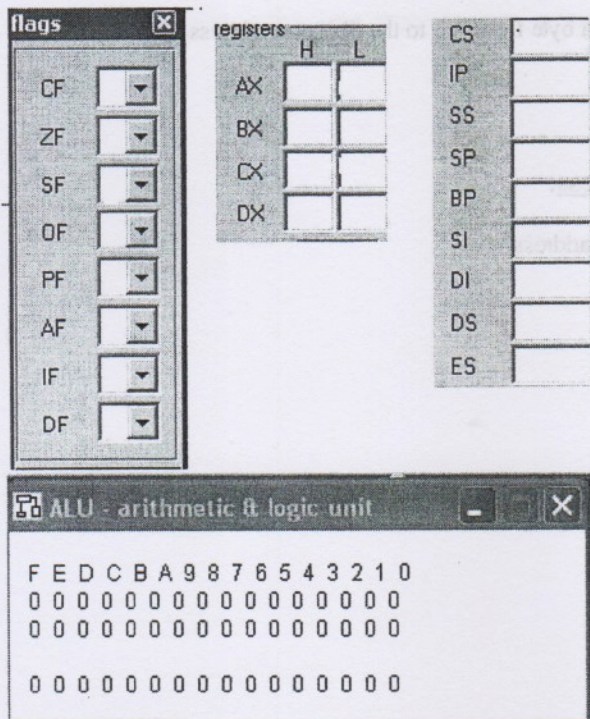 flags
CF
ZF
SF
OF
PF
AF
IF
DF
registers
H L
AX
BX
CX
DX
CS
IP
SS
SP
BP
SI
DI
DS
ES
ALU - arithmetic & logic unit
F E D C B A 9 8 7 6 5 4 3 2 1 0
0 0 0 0 0 0 0 0 0 0 0 0 0 0 0 0
0 0 0 0 0 0 0 0 0 0 0 0 0 0 0 0
0 0 0 0 0 0 0 0 0 0 0 0 0 0 0 0